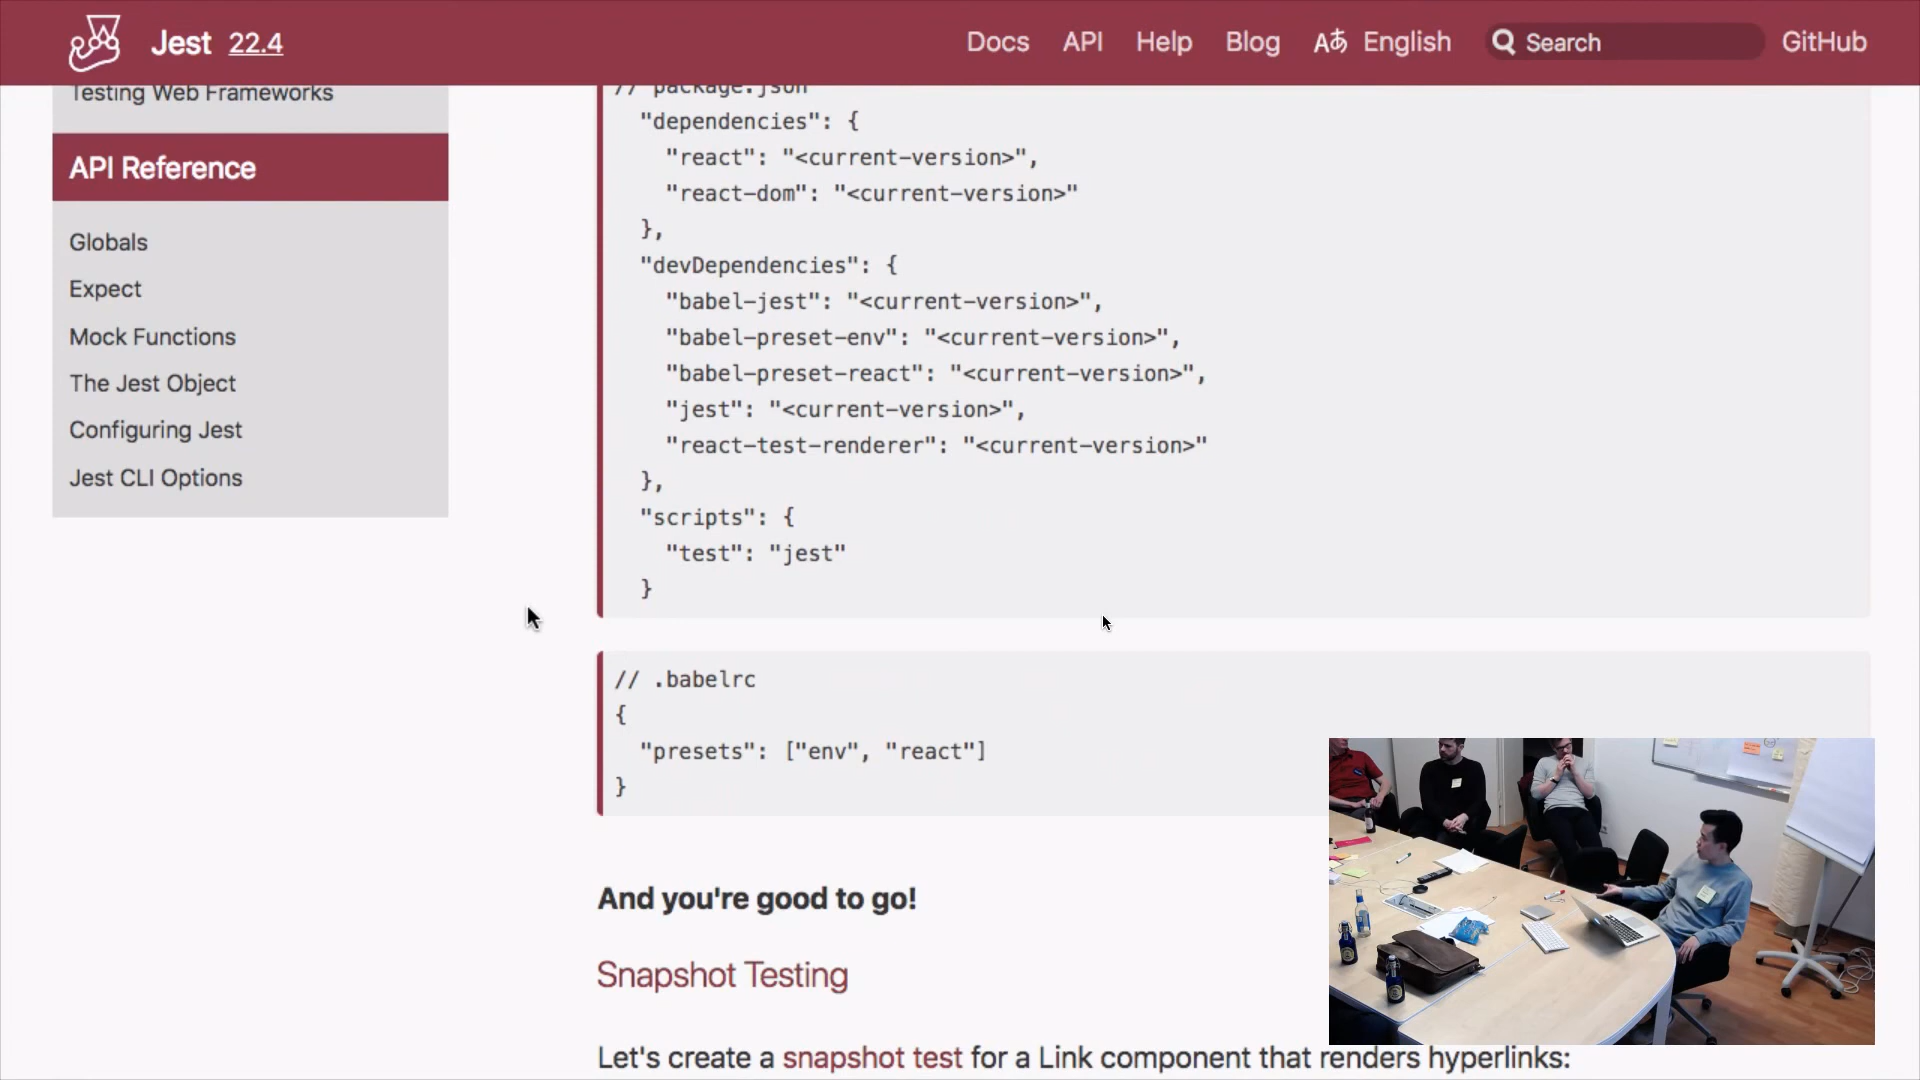 Jest 22.4
Docs API Help Blog Aあ English Search GitHub
Testing Web Frameworks
API Reference
Globals
Expect
Mock Functions
The Jest Object
Configuring Jest
Jest CLI Options
// package.json
"dependencies": {
"react": "<current-version>",
"react-dom": "<current-version>"
},
"devDependencies": {
"babel-jest": "<current-version>",
"babel-preset-env": "<current-version>",
"babel-preset-react": "<current-version>",
"jest": "<current-version>",
"react-test-renderer": "<current-version>"
},
"scripts": {
"test": "jest"
}
// .babelrc
{
"presets": ["env", "react"]
}
And you're good to go!
Snapshot Testing
Let's create a snapshot test for a Link component that renders hyperlinks: